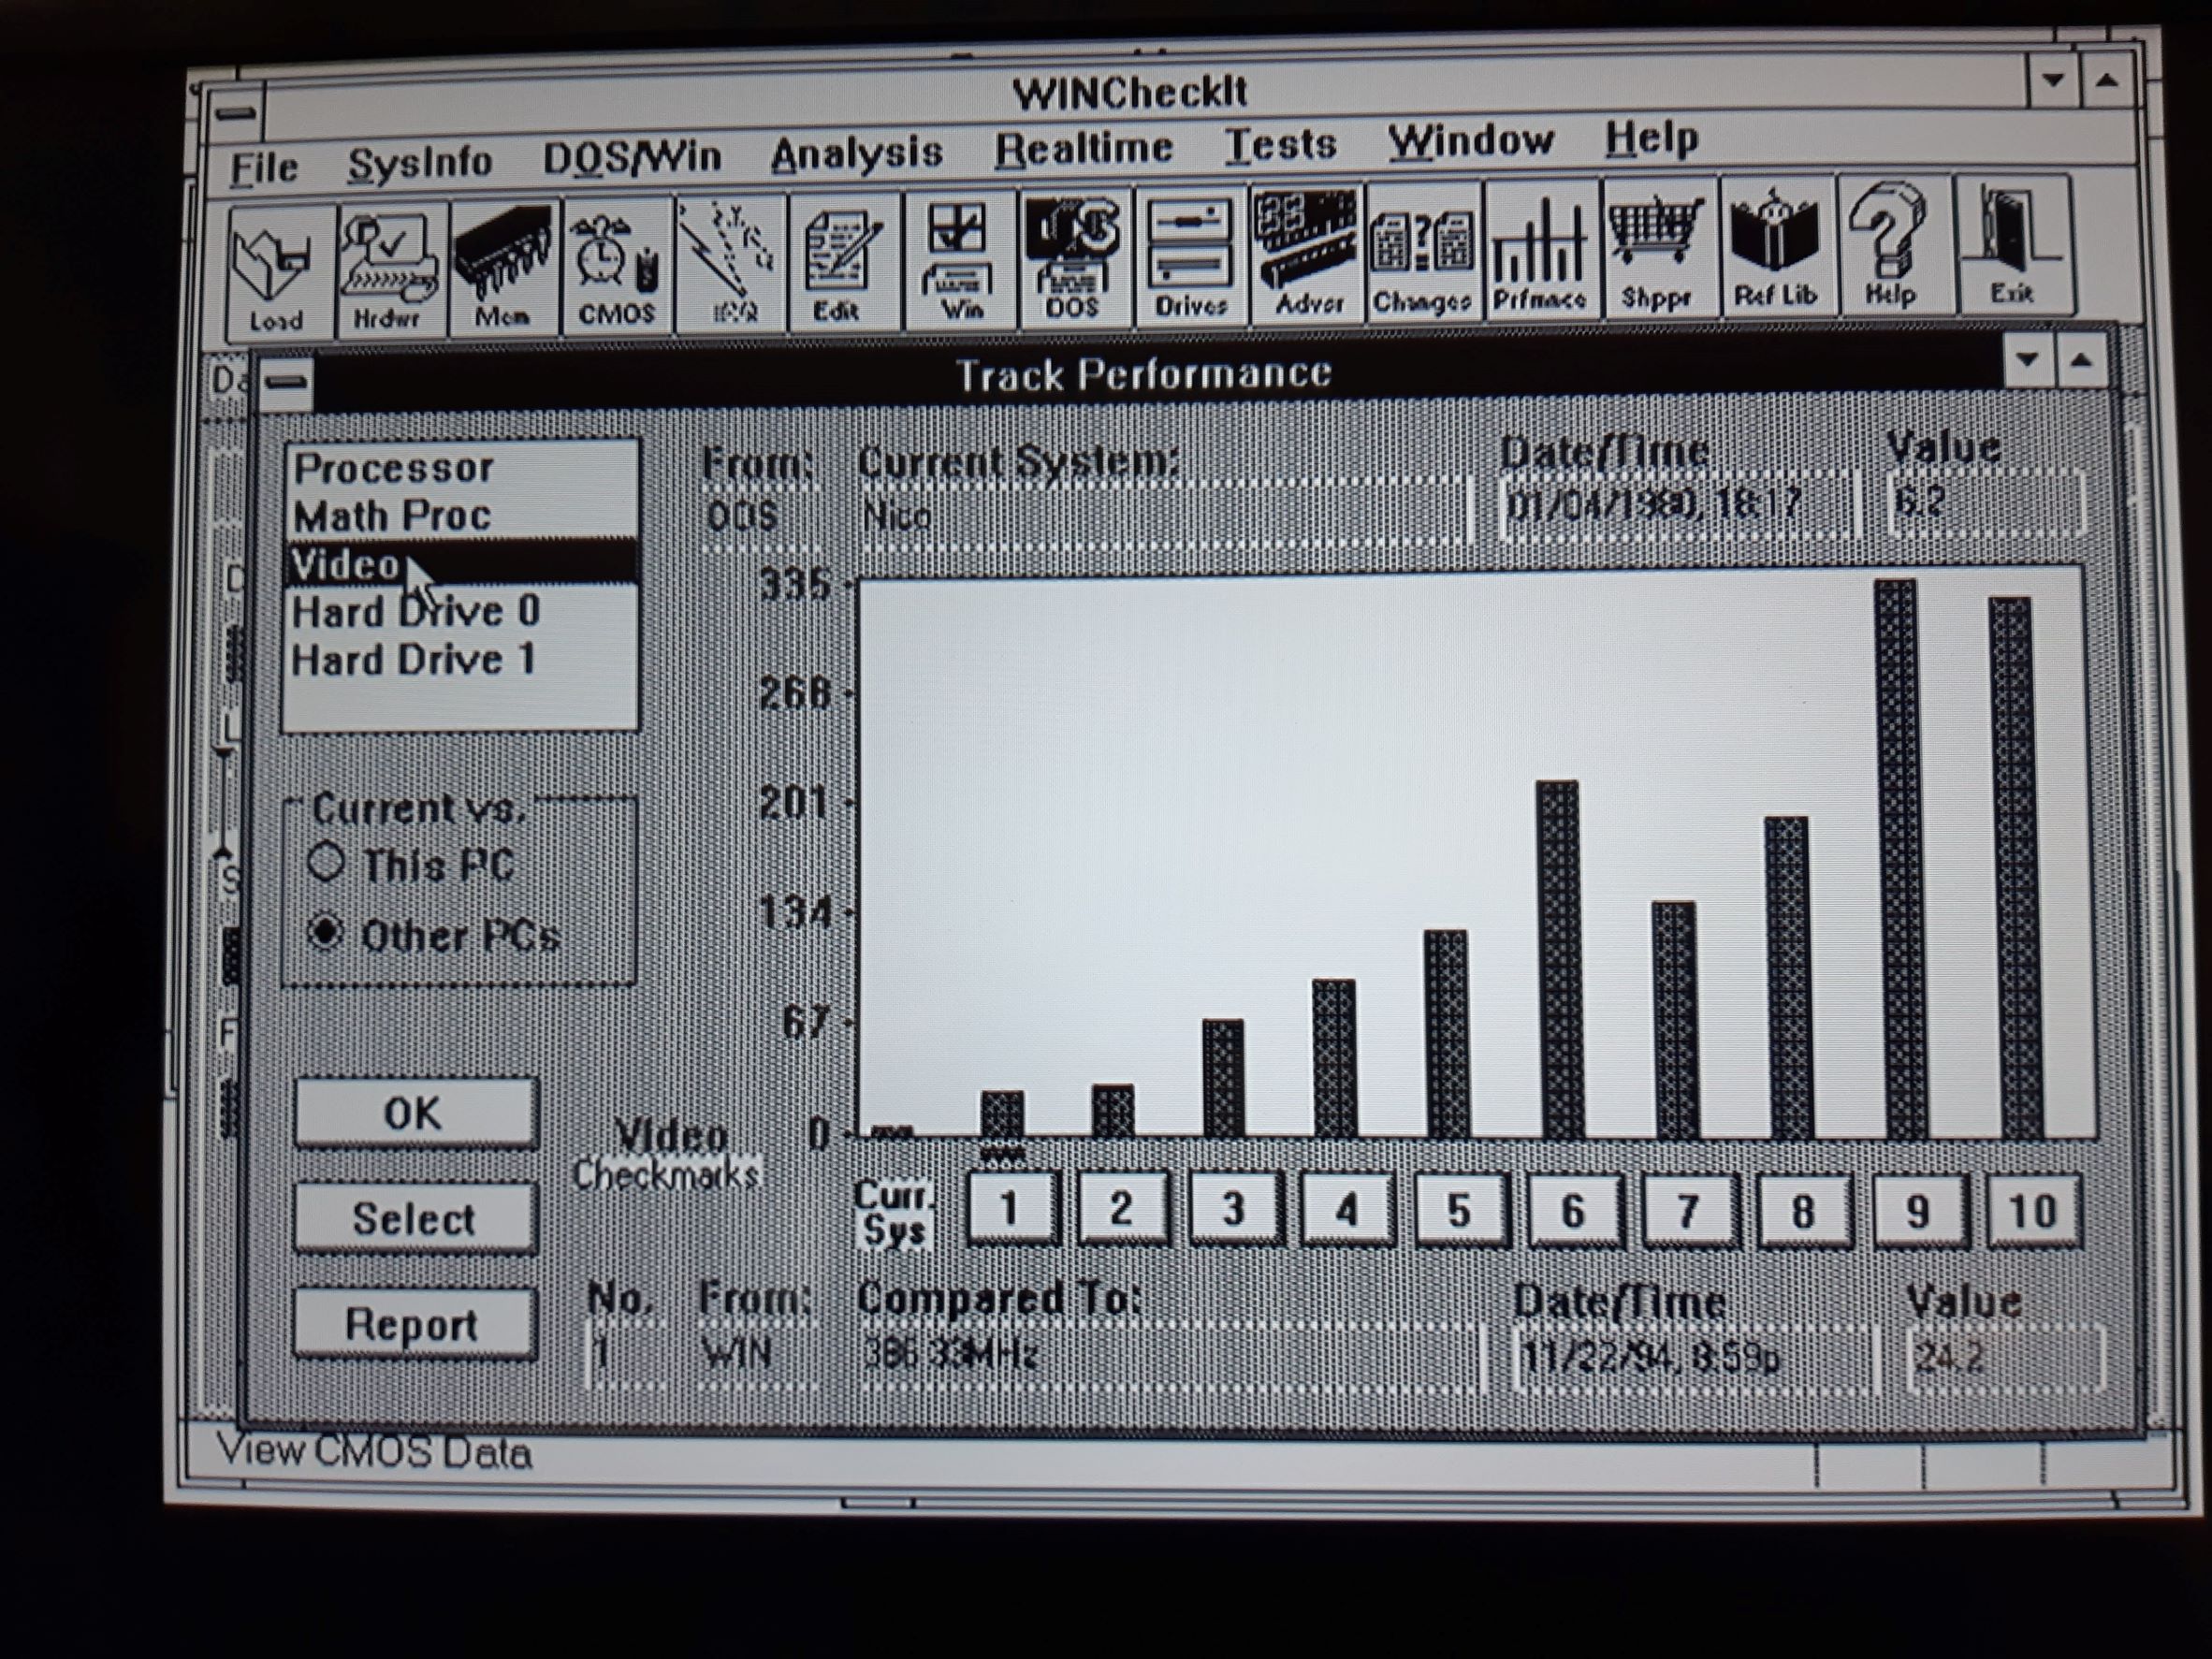 WINCheckIt
File SysInfo DOS/Win Analysis Realtime Tests Window Help
Load Hrdwr Mem CMOS Edit Win DOS Drives Advsr Changes Prfmnce Shppr Ref Lib Help Exit
Track Performance
Processor
Math Proc
Video
Hard Drive 0
Hard Drive 1
From: Current System: Date/Time Value
DOS Nico 01/04/1980, 18:17 6.2
335
268
201
134
67
0
Current vs.
This PC
Other PCs
OK
Select
Report
Video
Checkmarks
Curr.
Sys
1 2 3 4 5 6 7 8 9 10
No. From: Compared To: Date/Time Value
1 WIN 386 33MHz 11/22/94, 8:59p 24.2
View CMOS Data